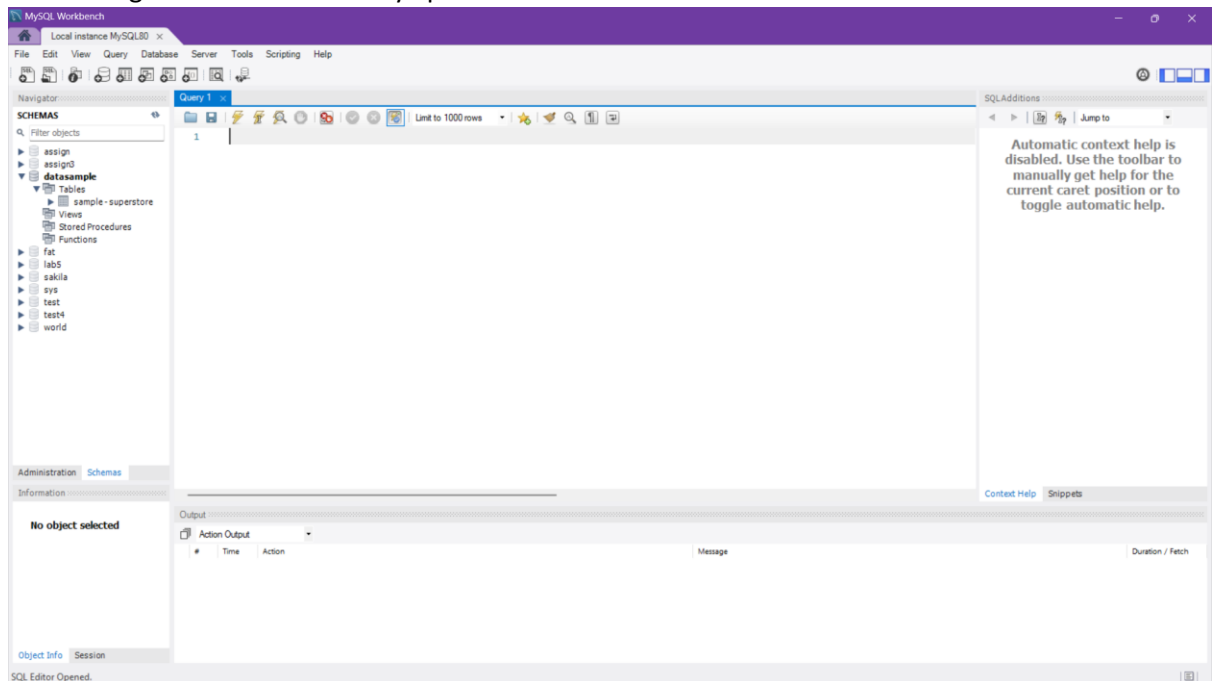 MySQL Workbench
Local instance MySQL80 ×
File Edit View Query Database Server Tools Scripting Help
Navigator
SCHEMAS
Filter objects
assign
assign3
datasample
Tables
sample-superstore
Views
Stored Procedures
Functions
fat
lab5
sakila
sys
test
test4
world
Administration Schemas
Information
No object selected
Object Info Session
Query 1 ×
Limit to 1000 rows
1
Output
Action Output
# Time Action Message Duration / Fetch
SQLAdditions
Jump to
Automatic context help is
disabled. Use the toolbar to
manually get help for the
current caret position or to
toggle automatic help.
Context Help Snippets
SQL Editor Opened.